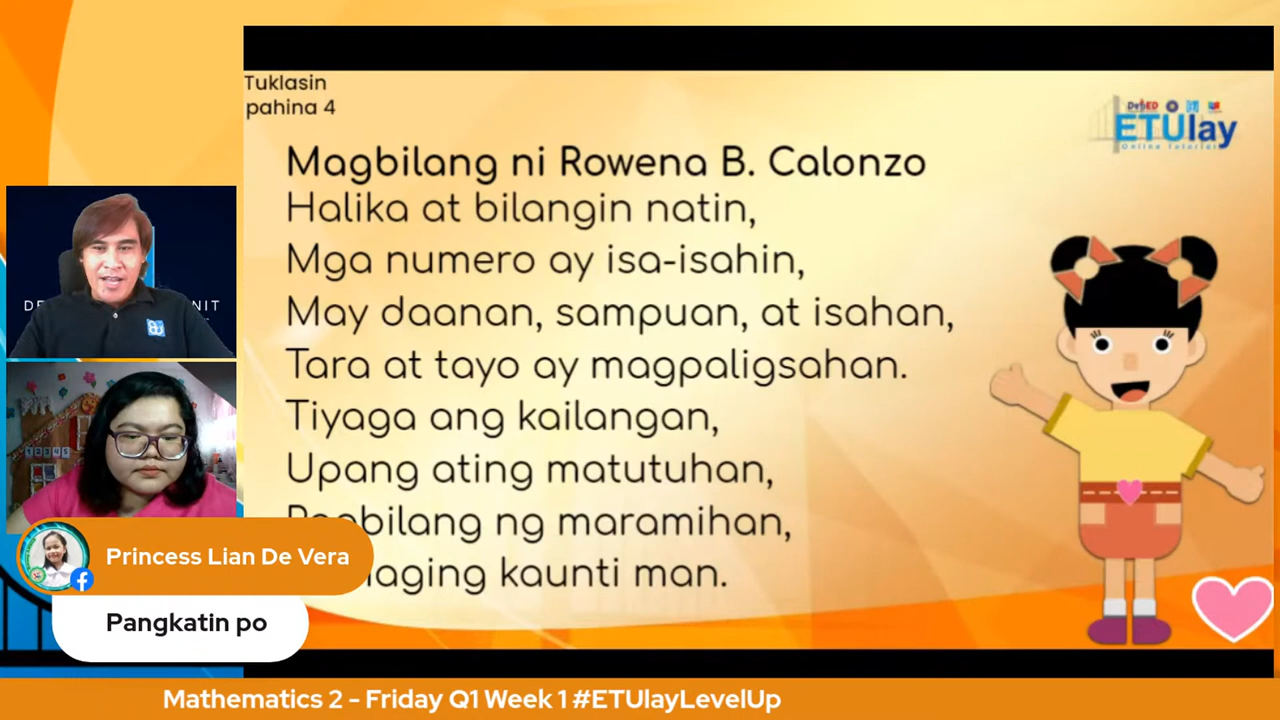 Tuklasin
pahina 4
DepED
ETUlay
Online Tutorial
Magbilang ni Rowena B. Calonzo
Halika at bilangin natin,
Mga numero ay isa-isahin,
May daanan, sampuan, at isahan,
Tara at tayo ay magpaligsahan.
Tiyaga ang kailangan,
Upang ating matutuhan,
ng maramihan,
kaunti man.
Princess Lian De Vera
Pangkatin po
Mathematics 2 - Friday Q1 Week 1 #ETUlayLevelUp